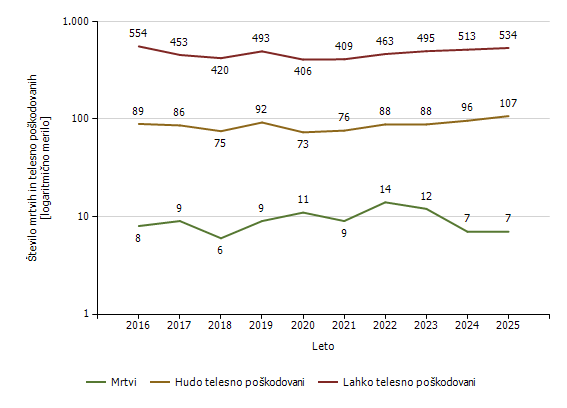 Število mrtvih in telesno poškodovanih
[logaritmično merilo]
1.000
100
10
1
554 453 420 493 406 409 463 495 513 534
89 86 75 92 73 76 88 88 96 107
8 9 6 9 11 9 14 12 7 7
2016 2017 2018 2019 2020 2021 2022 2023 2024 2025
Leto
Mrtvi Hudo telesno poškodovani Lahko telesno poškodovani